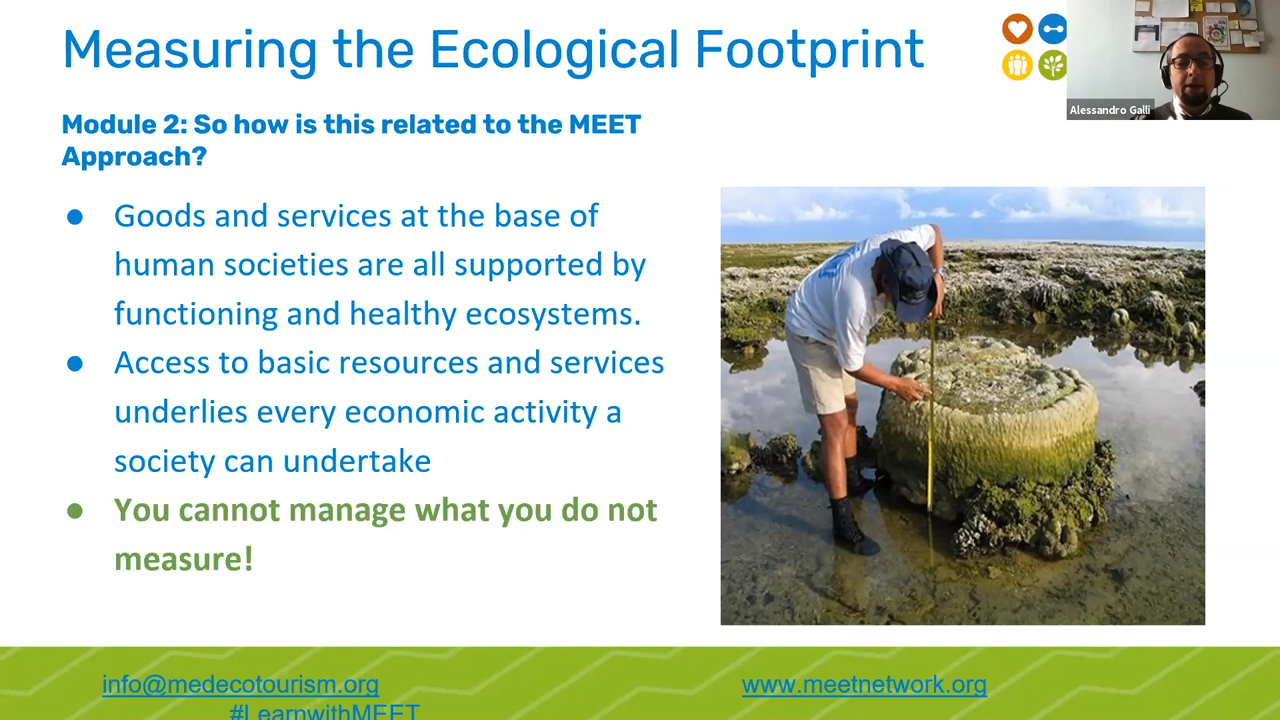 Measuring the Ecological Footprint
Alessandro Galli
Module 2: So how is this related to the MEET
Approach?
● Goods and services at the base of
human societies are all supported by
functioning and healthy ecosystems.
● Access to basic resources and services
underlies every economic activity a
society can undertake
● You cannot manage what you do not
measure!
info@medecotourism.org
www.meetnetwork.org
#LearnwithMEET